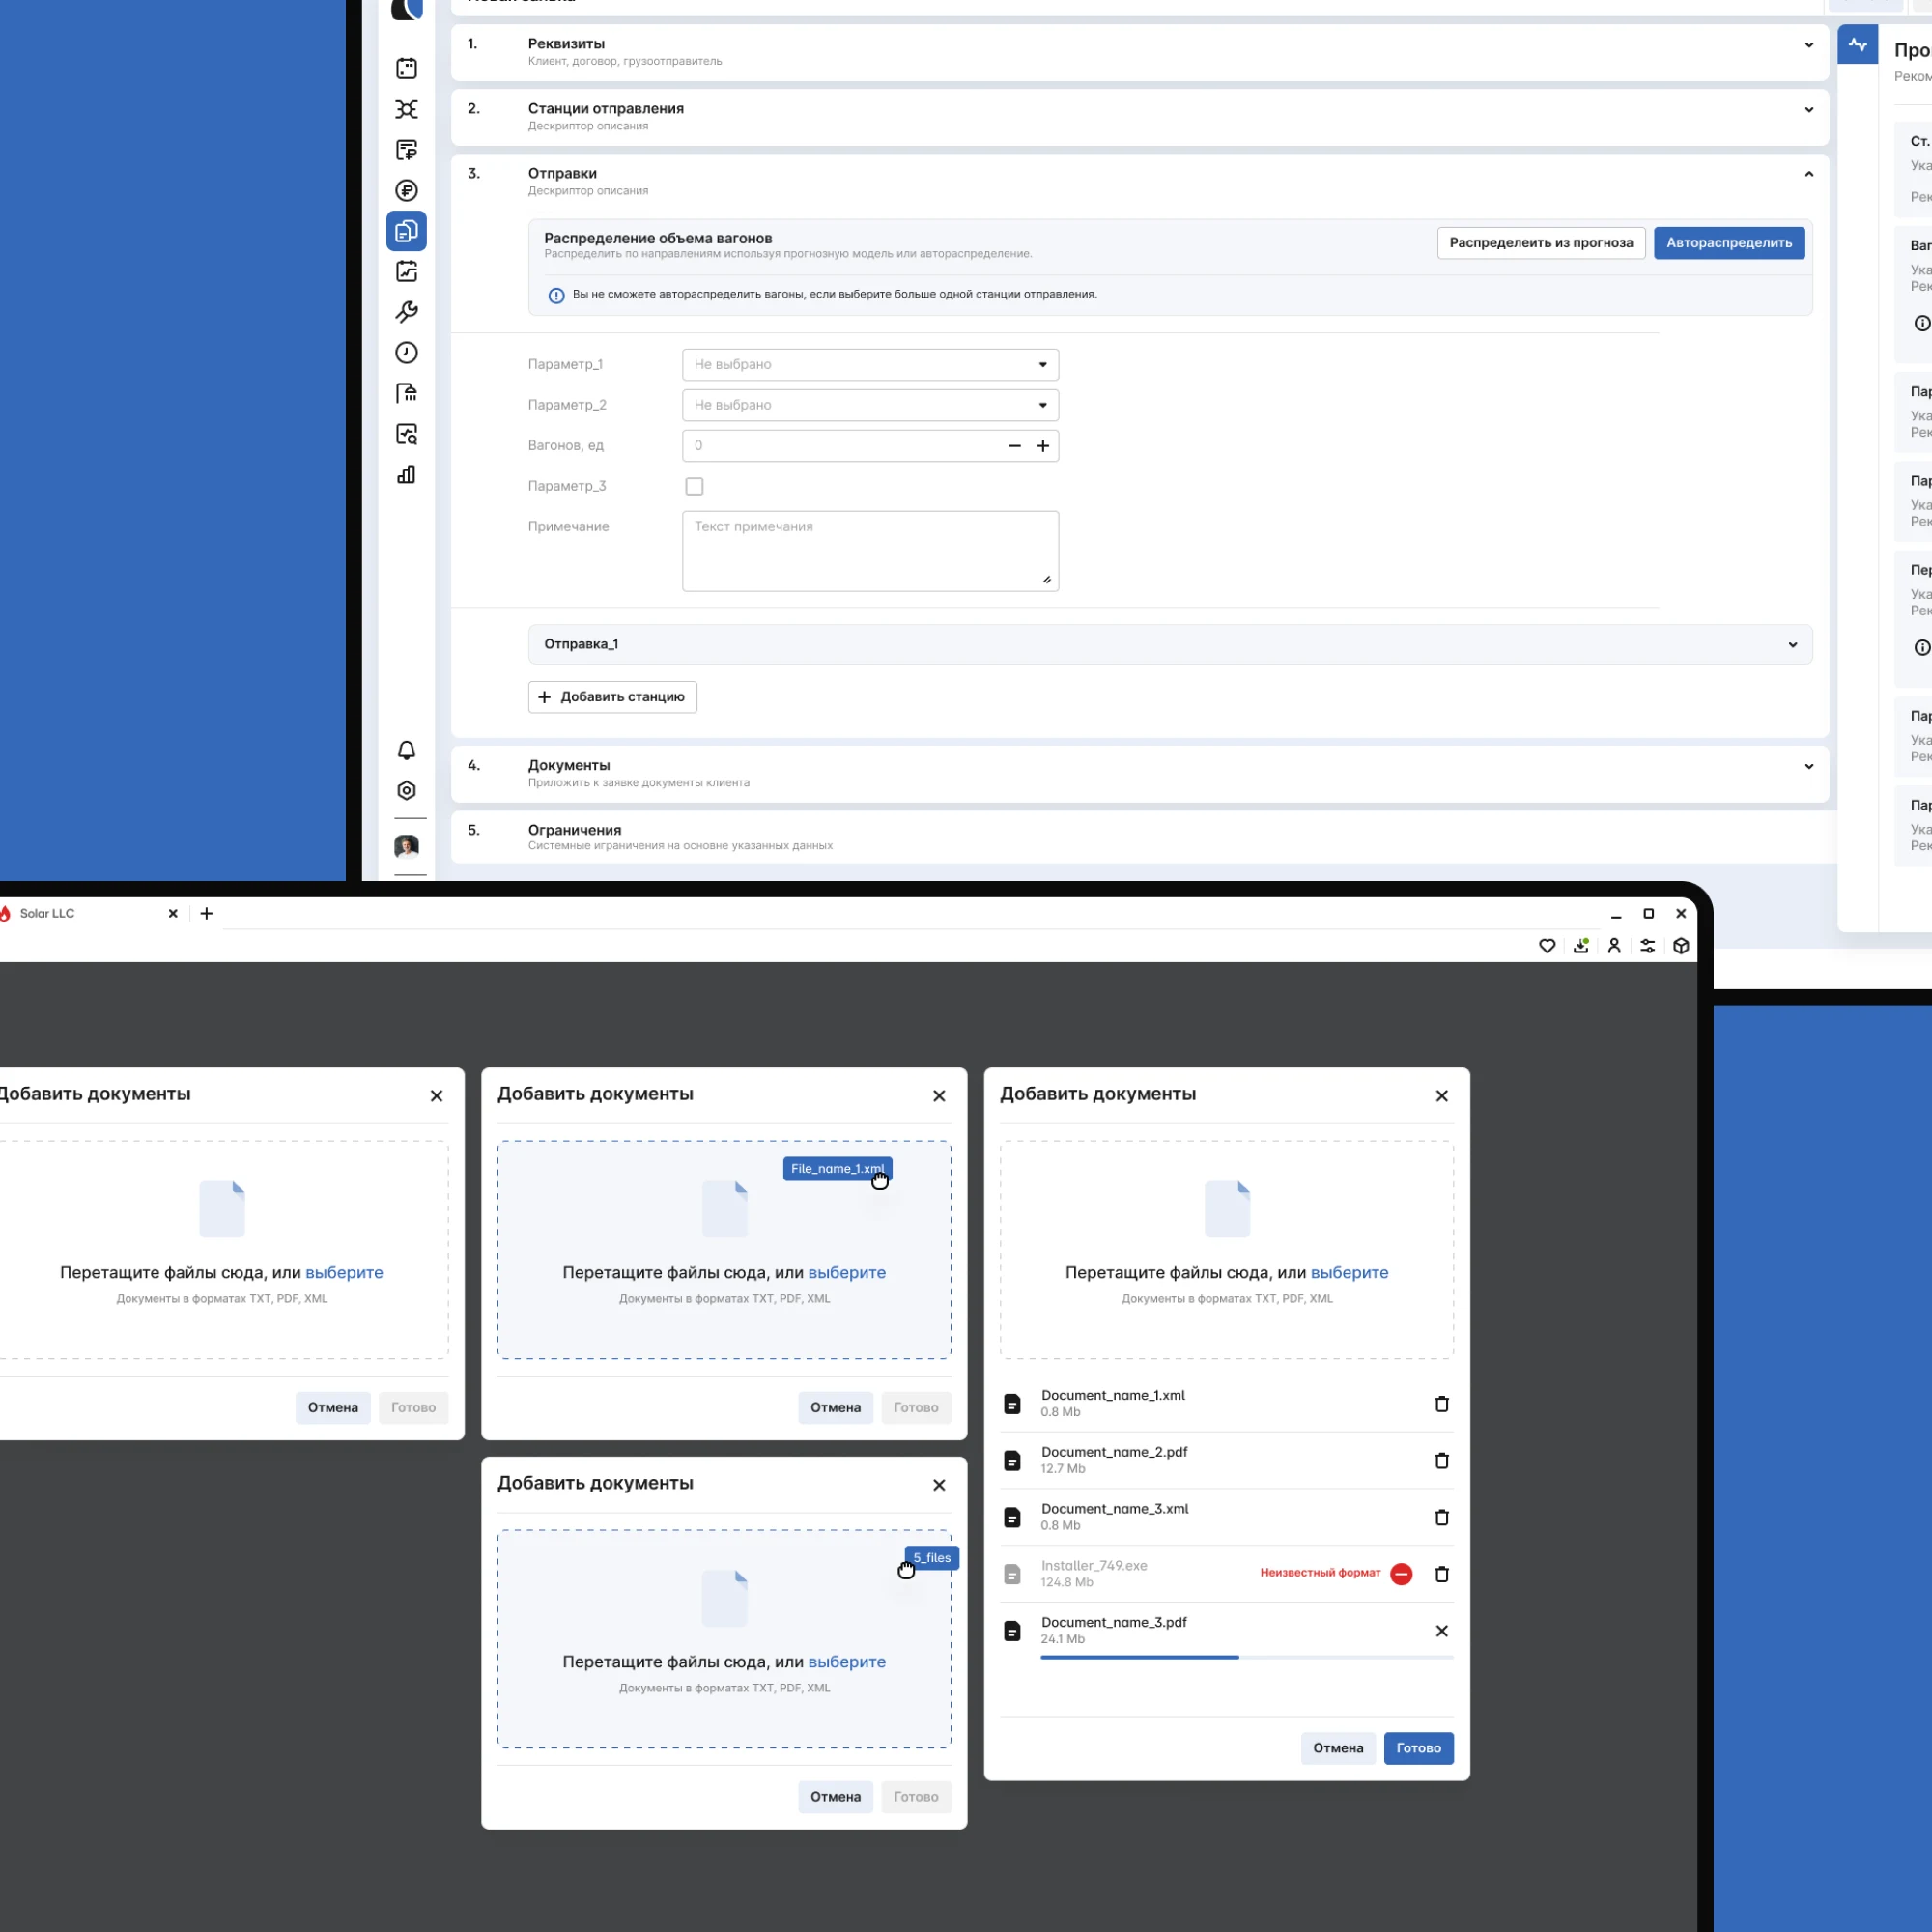 1.
Реквизиты
Клиент, договор, грузоотправитель
2.
Станции отправления
Дескриптор описания
3.
Отправки
Дескриптор описания
Распределение объема вагонов
Распределить по направлениям используя прогнозную модель или автораспределение.
Распределеить из прогноза
Автораспределить
Вы не сможете автораспределить вагоны, если выберите больше одной станции отправления.
Параметр_1
Не выбрано
Параметр_2
Не выбрано
Вагонов, ед
0
Параметр_3
Примечание
Текст примечания
Отправка_1
Добавить станцию
4.
Документы
Приложить к заявке документы клиента
5.
Ограничения
Системные играничения на основе указанных данных
Ст.
Solar LLC
Добавить документы
Перетащите файлы сюда, или выберите
Документы в форматах TXT, PDF, XML
Отмена
Готово
Добавить документы
File_name_1.xml
Перетащите файлы сюда, или выберите
Документы в форматах TXT, PDF, XML
Отмена
Готово
Добавить документы
5_files
Перетащите файлы сюда, или выберите
Документы в форматах TXT, PDF, XML
Отмена
Готово
Добавить документы
Перетащите файлы сюда, или выберите
Документы в форматах TXT, PDF, XML
Document_name_1.xml
0.8 Mb
Document_name_2.pdf
12.7 Mb
Document_name_3.xml
0.8 Mb
Installer_749.exe
124.8 Mb
Неизвестный формат
Document_name_3.pdf
24.1 Mb
Отмена
Готово